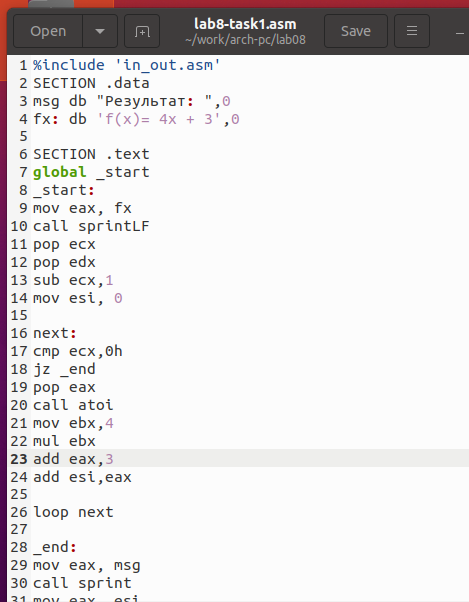 Open
lab8-task1.asm
~/work/arch-pc/lab08
Save
1 %include 'in_out.asm'
2 SECTION .data
3 msg db "Результат: ",0
4 fx: db 'f(x)= 4x + 3',0
5
6 SECTION .text
7 global _start
8 _start:
9 mov eax, fx
10 call sprintLF
11 pop ecx
12 pop edx
13 sub ecx,1
14 mov esi, 0
15
16 next:
17 cmp ecx,0h
18 jz _end
19 pop eax
20 call atoi
21 mov ebx,4
22 mul ebx
23 add eax,3
24 add esi,eax
25
26 loop next
27
28 _end:
29 mov eax, msg
30 call sprint
31 mov eax, esi